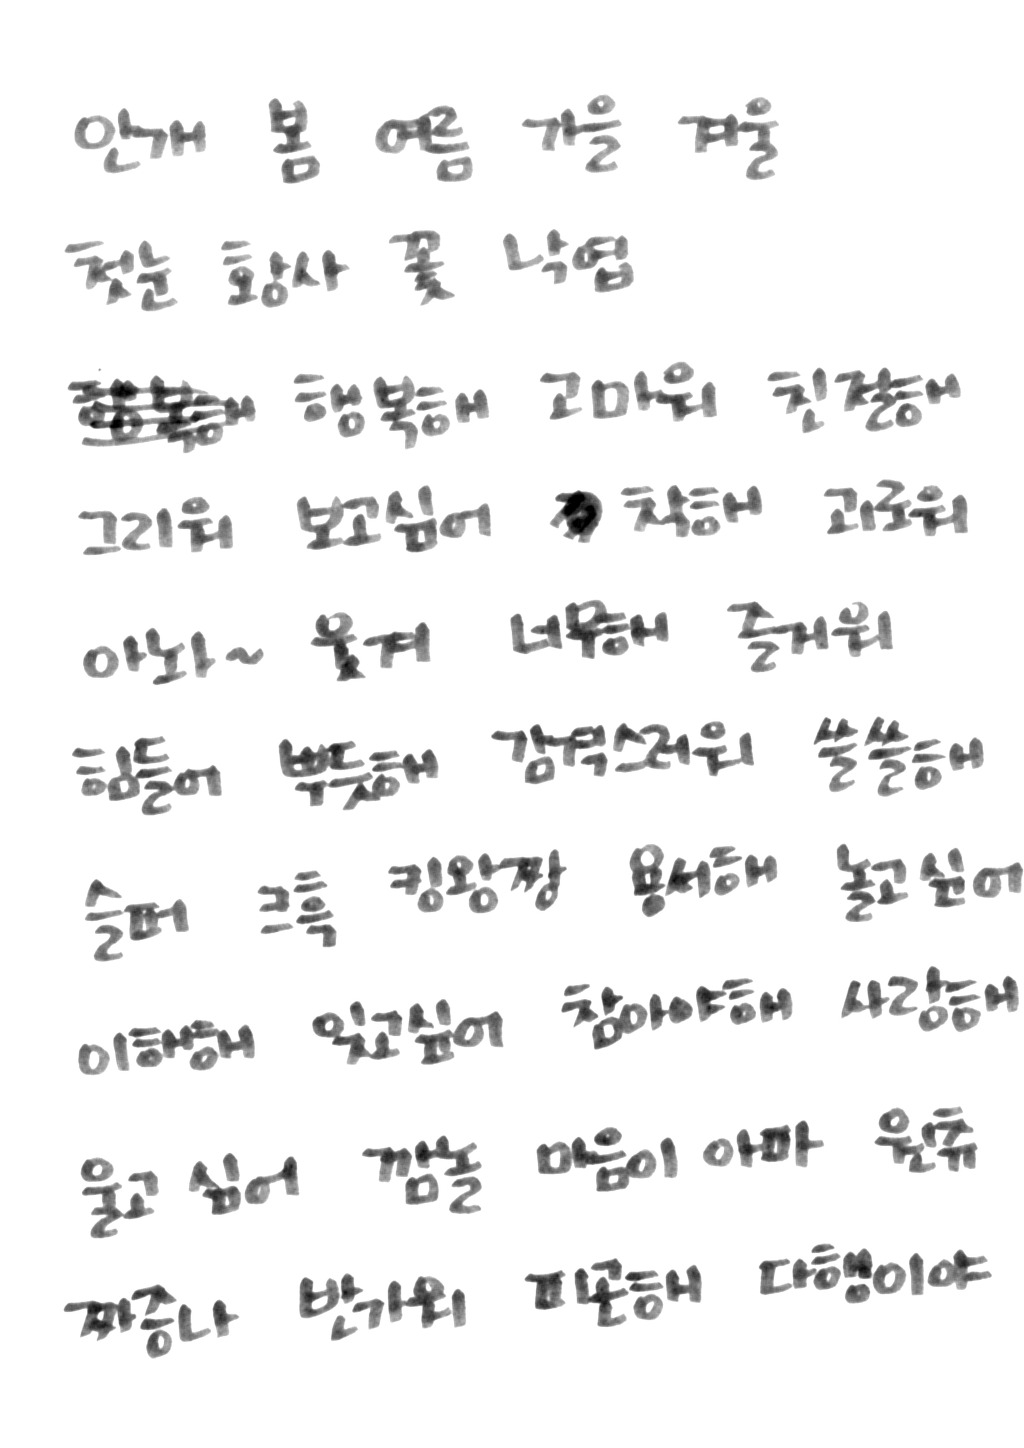 안개 봄 여름 가을 겨울
첫눈 황사 꽃 낙엽
행복해 고마워 친절해
그리워 보고싶어 착해 괴로워
아놔~ 웃겨 너무해 즐거워
힘들어 뿌듯해 감격스러워 쓸쓸해
슬퍼 크흑 킹왕짱 용서해 놀고싶어
이해해 잊고싶어 참아야해 사랑해
울고싶어 깜놀 마음이 아파 원츄
짜증나 반가워 피곤해 다행이야